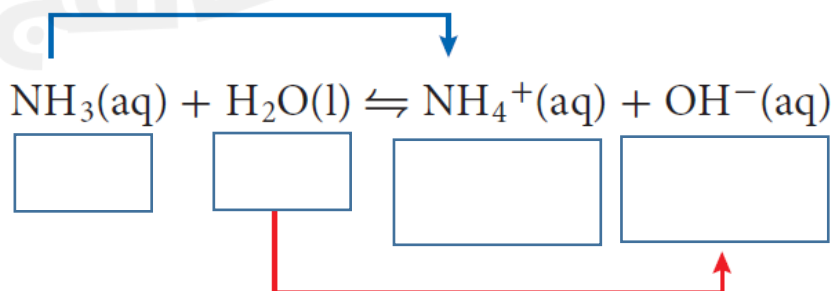 NH₃(aq) + H₂O(l) ⇋ NH₄⁺(aq) + OH⁻(aq)